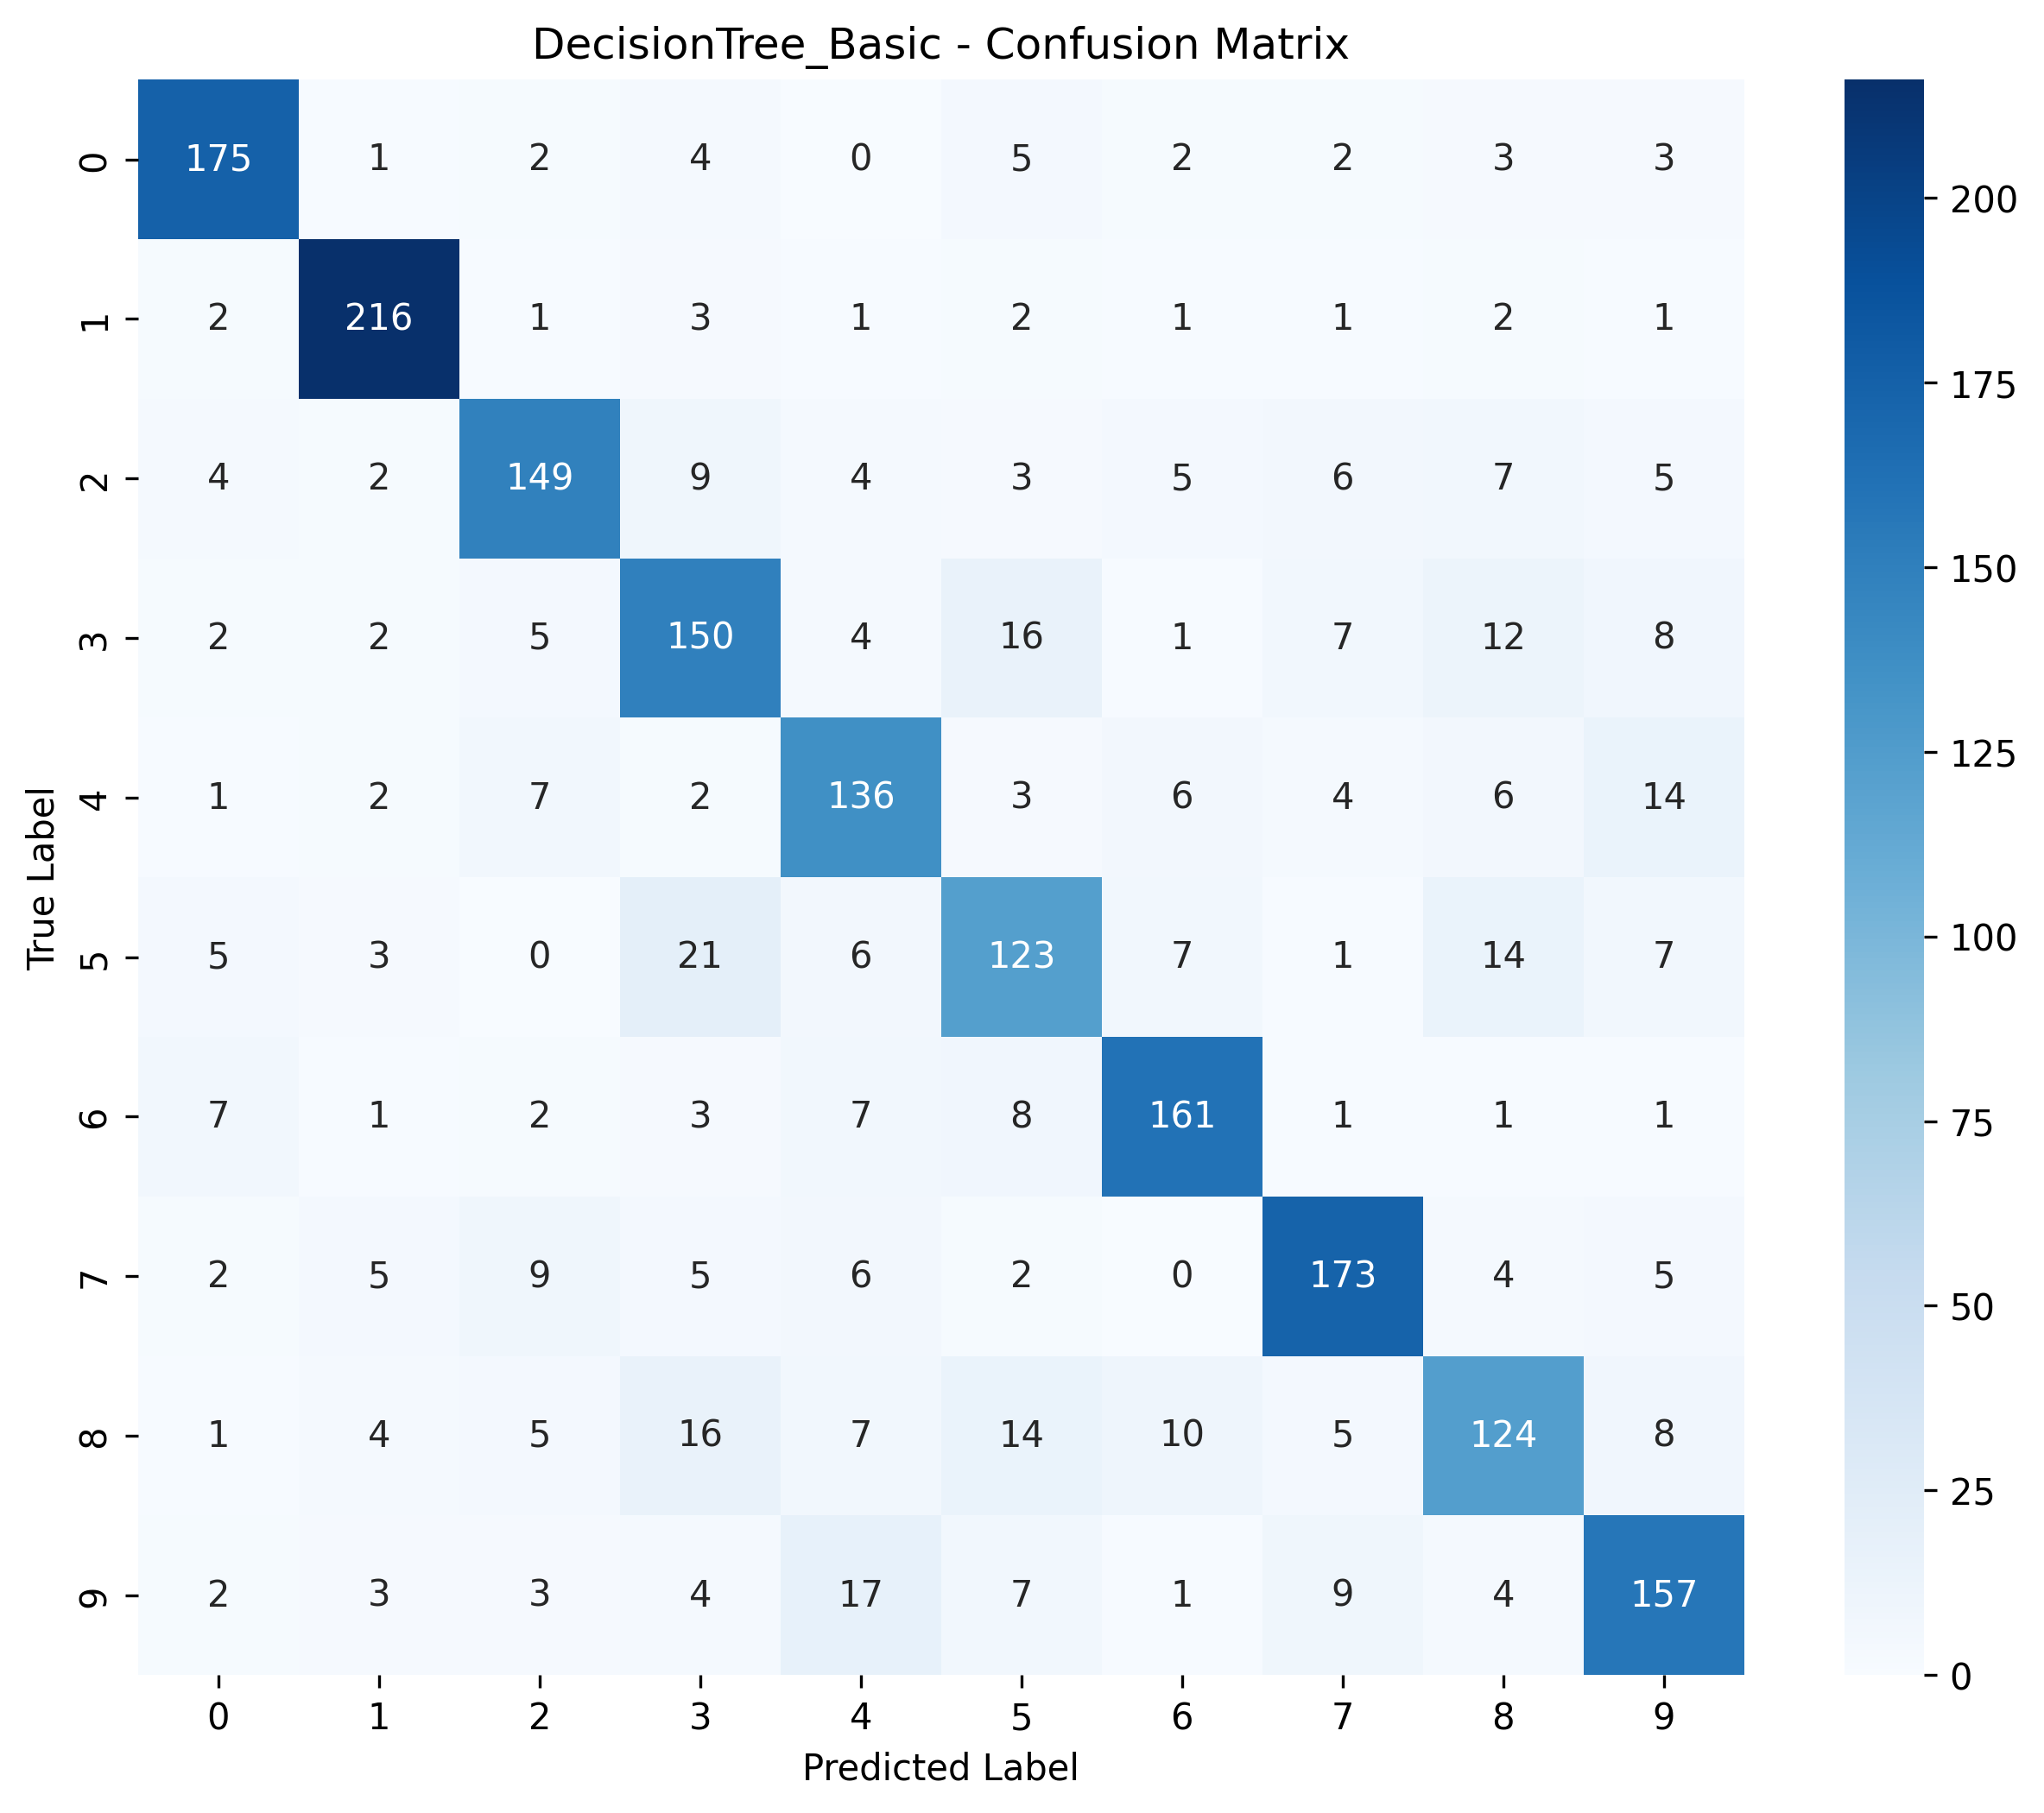 DecisionTree_Basic - Confusion Matrix
0 175 1 2 4 0 5 2 2 3 3
1 2 216 1 3 1 2 1 1 2 1
2 4 2 149 9 4 3 5 6 7 5
3 2 2 5 150 4 16 1 7 12 8
4 1 2 7 2 136 3 6 4 6 14
5 5 3 0 21 6 123 7 1 14 7
6 7 1 2 3 7 8 161 1 1 1
7 2 5 9 5 6 2 0 173 4 5
8 1 4 5 16 7 14 10 5 124 8
9 2 3 3 4 17 7 1 9 4 157
0 1 2 3 4 5 6 7 8 9
Predicted Label
True Label
200
175
150
125
100
75
50
25
0